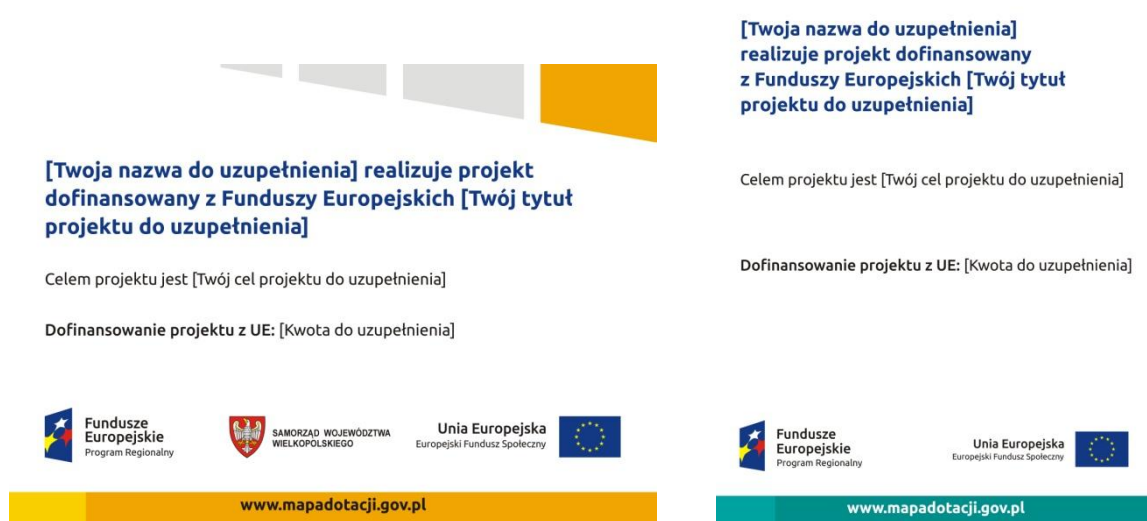 [Twoja nazwa do uzupełnienia] realizuje projekt
dofinansowany z Funduszy Europejskich [Twój tytuł
projektu do uzupełnienia]
Celem projektu jest [Twój cel projektu do uzupełnienia]
Dofinansowanie projektu z UE: [Kwota do uzupełnienia]
Fundusze
Europejskie
Program Regionalny
SAMORZĄD WOJEWÓDZTWA
WIELKOPOLSKIEGO
Unia Europejska
Europejski Fundusz Społeczny
www.mapadotacji.gov.pl
[Twoja nazwa do uzupełnienia]
realizuje projekt dofinansowany
z Funduszy Europejskich [Twój tytuł
projektu do uzupełnienia]
Celem projektu jest [Twój cel projektu do uzupełnienia]
Dofinansowanie projektu z UE: [Kwota do uzupełnienia]
Fundusze
Europejskie
Program Regionalny
Unia Europejska
Europejski Fundusz Społeczny
www.mapadotacji.gov.pl